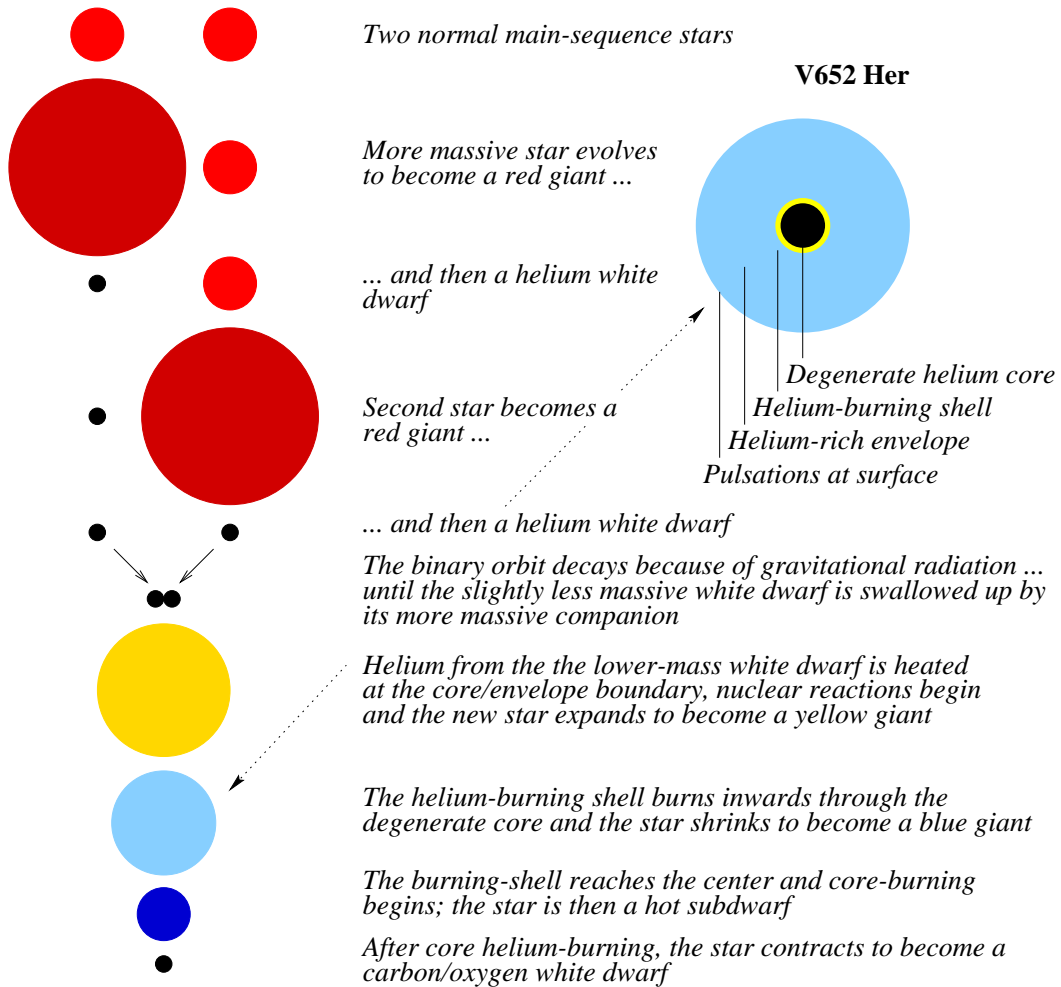 Two normal main-sequence stars
V652 Her
More massive star evolves
to become a red giant ...
... and then a helium white
dwarf
Degenerate helium core
Helium-burning shell
Helium-rich envelope
Pulsations at surface
Second star becomes a
red giant ...
... and then a helium white dwarf
The binary orbit decays because of gravitational radiation ...
until the slightly less massive white dwarf is swallowed up by
its more massive companion
Helium from the the lower-mass white dwarf is heated
at the core/envelope boundary, nuclear reactions begin
and the new star expands to become a yellow giant
The helium-burning shell burns inwards through the
degenerate core and the star shrinks to become a blue giant
The burning-shell reaches the center and core-burning
begins; the star is then a hot subdwarf
After core helium-burning, the star contracts to become a
carbon/oxygen white dwarf